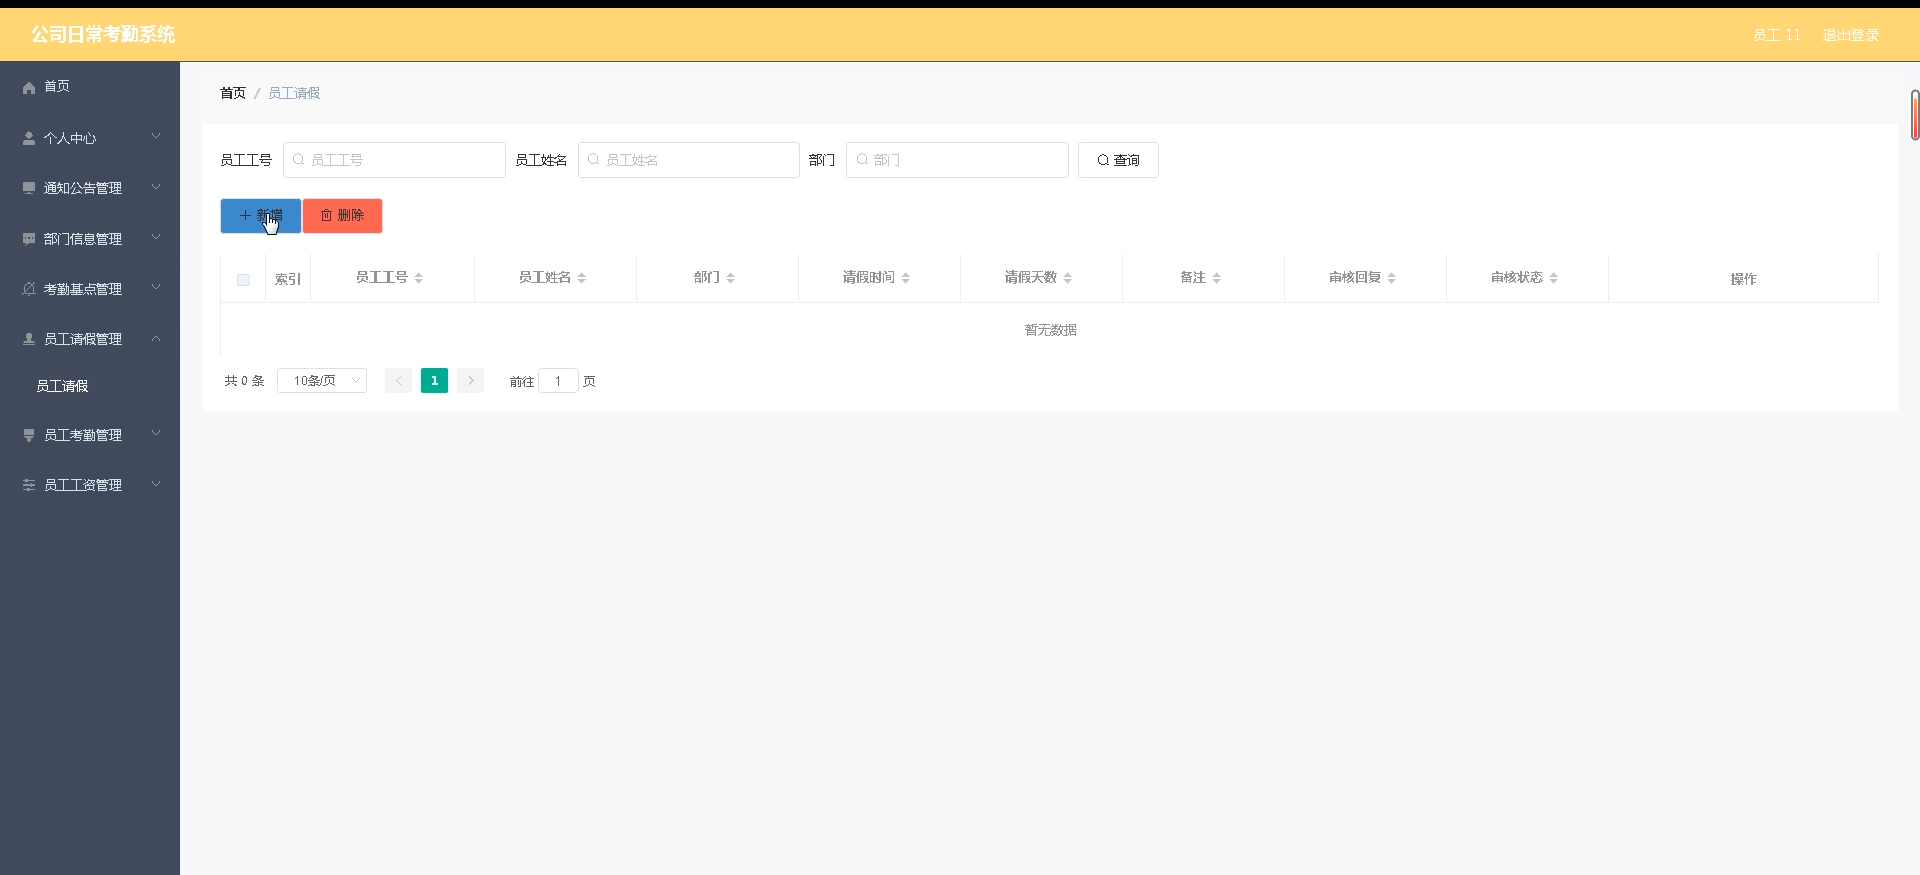 公司日常考勤系统
员工 11 退出登录
首页
个人中心
通知公告管理
部门信息管理
考勤基点管理
员工请假管理
员工请假
员工考勤管理
员工工资管理
首页 / 员工请假
员工工号 员工工号 员工姓名 员工姓名 部门 部门 查询
新增 删除
索引 员工工号 员工姓名 部门 请假时间 请假天数 备注 审核回复 审核状态 操作
暂无数据
共 0 条 10条/页 1 前往 1 页